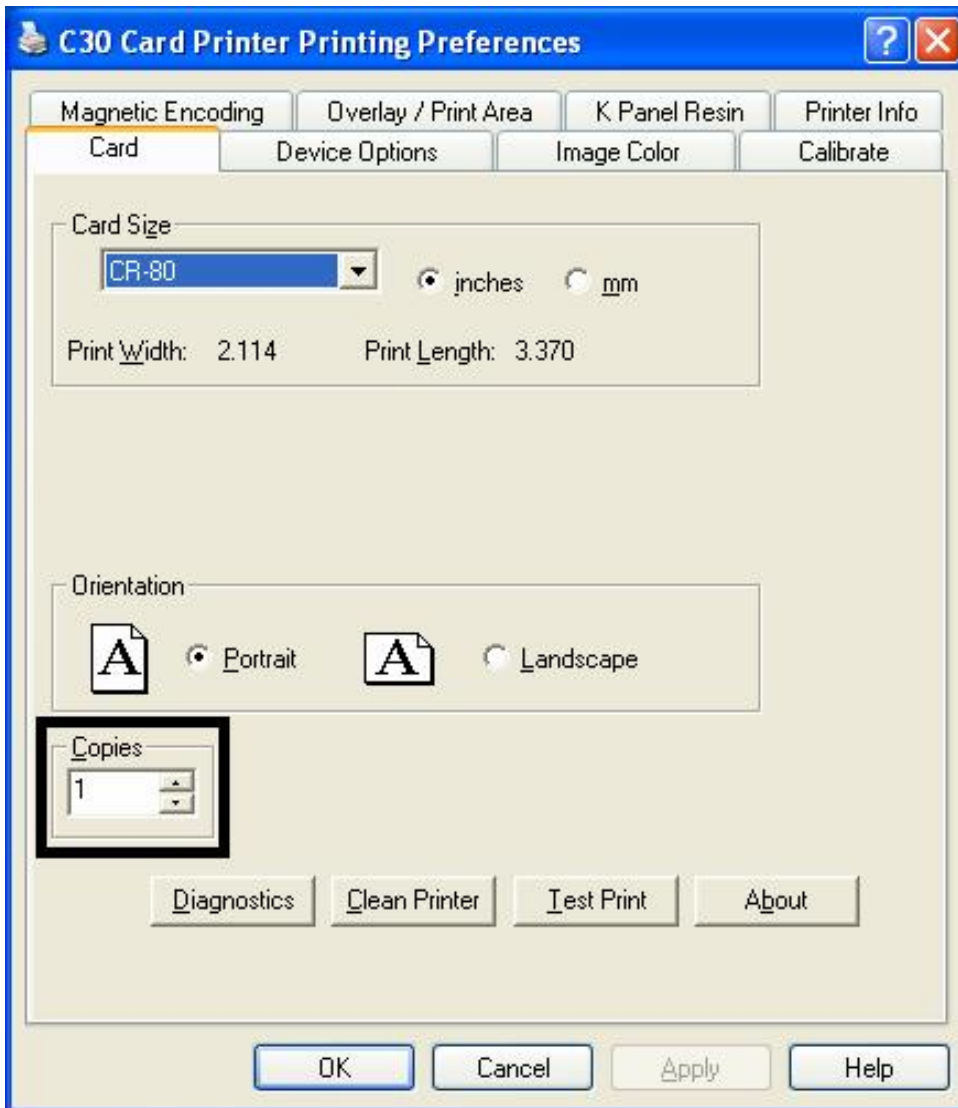 C30 Card Printer Printing Preferences
Magnetic Encoding Overlay / Print Area K Panel Resin Printer Info
Card Device Options Image Color Calibrate
Card Size
CR-80 inches mm
Print Width: 2.114 Print Length: 3.370
Orientation
A Portrait A Landscape
Copies
1
Diagnostics Clean Printer Test Print About
OK Cancel Apply Help